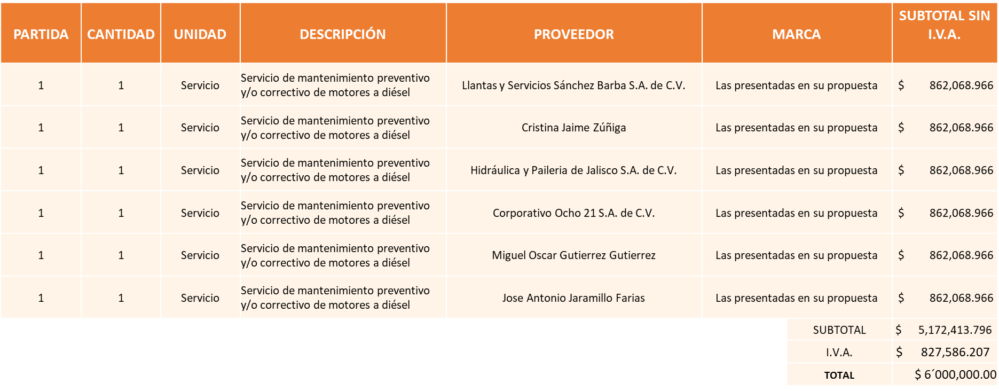 PARTIDA CANTIDAD UNIDAD DESCRIPCIÓN PROVEEDOR MARCA SUBTOTAL SIN
I.V.A.
1 1 Servicio Servicio de mantenimiento preventivo Llantas y Servicios Sánchez Barba S.A. de C.V. Las presentadas en su propuesta $ 862,068.966
y/o correctivo de motores a diésel
1 1 Servicio Servicio de mantenimiento preventivo Cristina Jaime Zúñiga Las presentadas en su propuesta $ 862,068.966
y/o correctivo de motores a diésel
1 1 Servicio Servicio de mantenimiento preventivo Hidráulica y Paileria de Jalisco S.A. de C.V. Las presentadas en su propuesta $ 862,068.966
y/o correctivo de motores a diésel
1 1 Servicio Servicio de mantenimiento preventivo Corporativo Ocho 21 S.A. de C.V. Las presentadas en su propuesta $ 862,068.966
y/o correctivo de motores a diésel
1 1 Servicio Servicio de mantenimiento preventivo Miguel Oscar Gutierrez Gutierrez Las presentadas en su propuesta $ 862,068.966
y/o correctivo de motores a diésel
1 1 Servicio Servicio de mantenimiento preventivo Jose Antonio Jaramillo Farias Las presentadas en su propuesta $ 862,068.966
y/o correctivo de motores a diésel
SUBTOTAL $ 5,172,413.796
I.V.A. $ 827,586.207
TOTAL $ 6´000,000.00